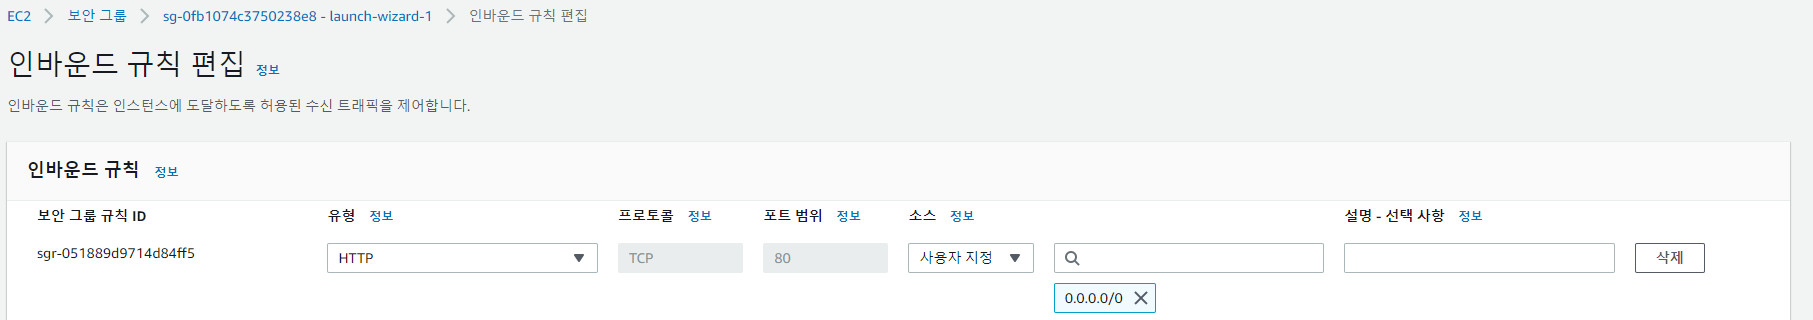 EC2 > 보안 그룹 > sg-0fb1074c3750238e8 - launch-wizard-1 > 인바운드 규칙 편집
인바운드 규칙 편집 정보
인바운드 규칙은 인스턴스에 도달하도록 허용된 수신 트래픽을 제어합니다.
인바운드 규칙 정보
보안 그룹 규칙 ID 유형 정보 프로토콜 정보 포트 범위 정보 소스 정보 설명 - 선택 사항 정보
sgr-051889d9714d84ff5 HTTP TCP 80 사용자 지정 삭제
0.0.0.0/0